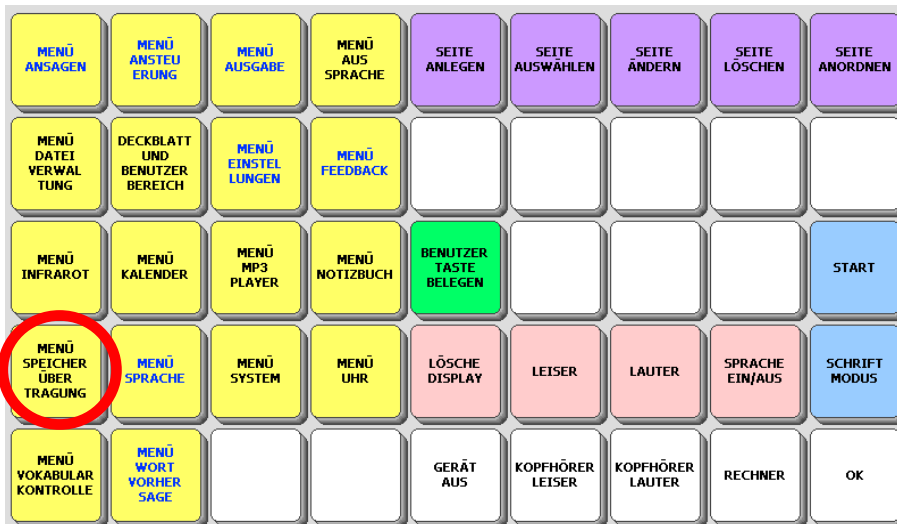 MENÜ
ANSAGEN
MENÜ
ANSTEU
ERUNG
MENÜ
AUSGABE
MENÜ
AUS
SPRACHE
SEITE
ANLEGEN
SEITE
AUSWÄHLEN
SEITE
ÄNDERN
SEITE
LÖSCHEN
SEITE
ANORDNEN
MENÜ
DATEI
VERWAL
TUNG
DECKBLATT
UND
BENUTZER
BEREICH
MENÜ
EINSTEL
LUNGEN
MENÜ
FEEDBACK
MENÜ
INFRAROT
MENÜ
KALENDER
MENÜ
MP3
PLAYER
MENÜ
NOTIZBUCH
BENUTZER
TASTE
BELEGEN
START
MENÜ
SPEICHER
ÜBER
TRAGUNG
MENÜ
SPRACHE
MENÜ
SYSTEM
MENÜ
UHR
LÖSCHE
DISPLAY
LEISER
LAUTER
SPRACHE
EIN/AUS
SCHRIFT
MODUS
MENÜ
VOKABULAR
KONTROLLE
MENÜ
WORT
VORHER
SAGE
GERÄT
AUS
KOPFHÖRER
LEISER
KOPFHÖRER
LAUTER
RECHNER
OK